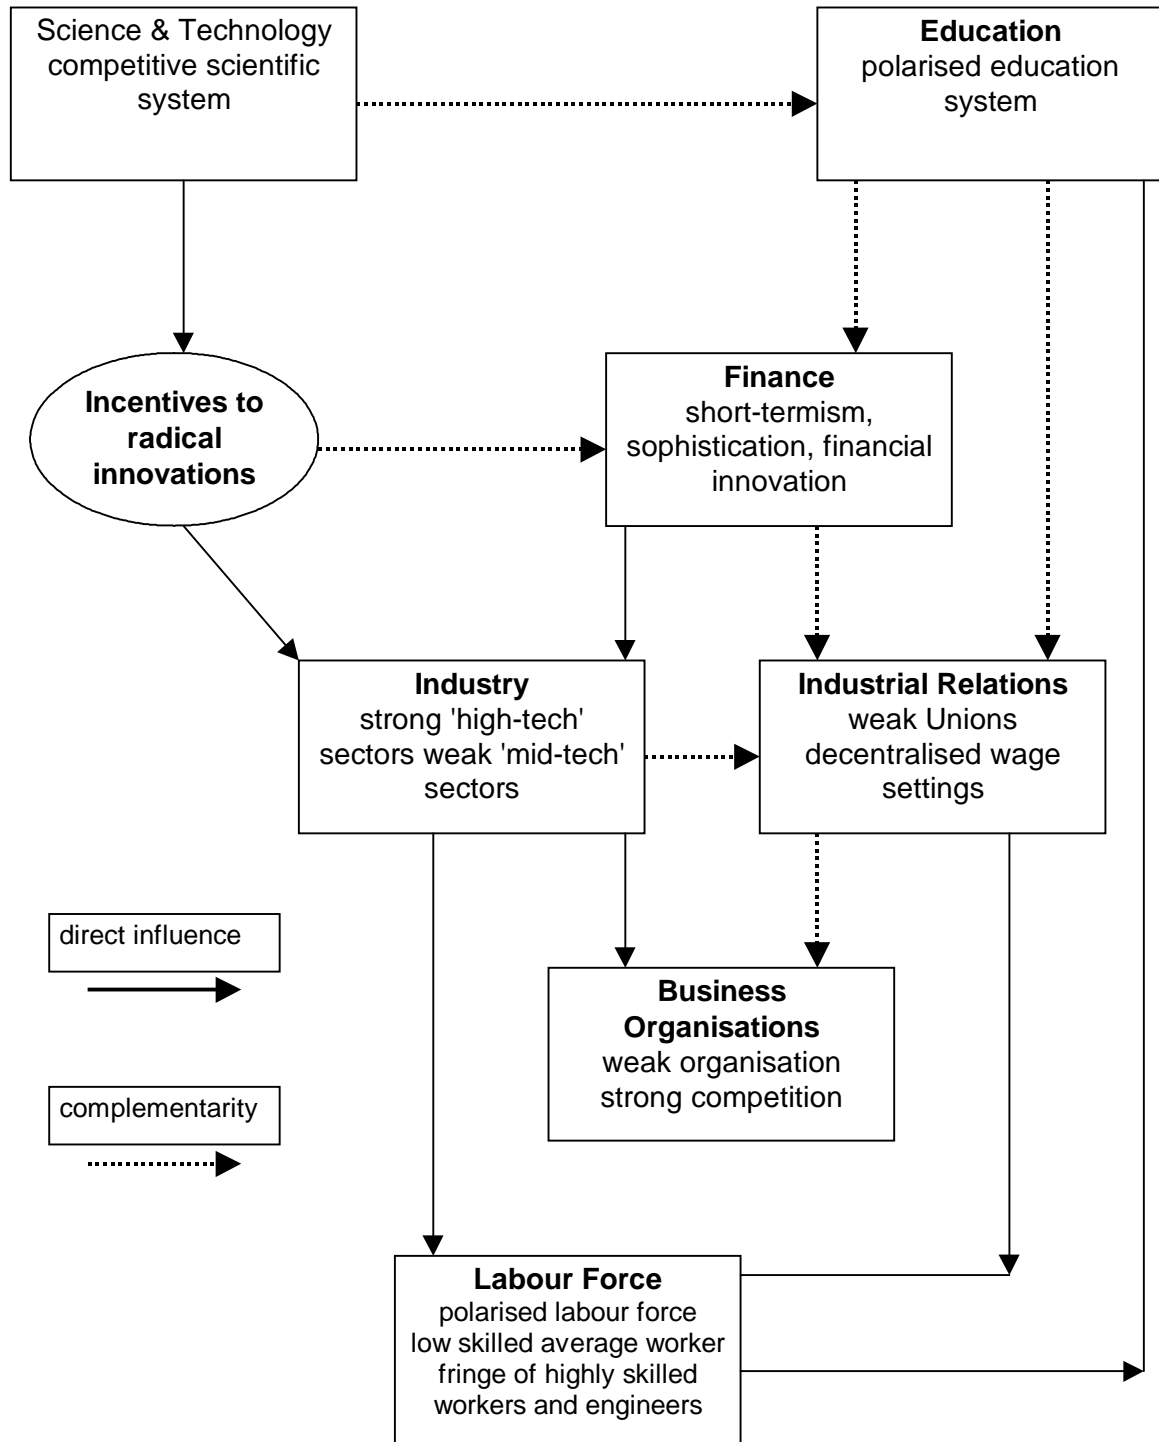 Science & Technology
competitive scientific
system
Education
polarised education
system
Incentives to
radical
innovations
Finance
short-termism,
sophistication, financial
innovation
Industry
strong 'high-tech'
sectors weak 'mid-tech'
sectors
Industrial Relations
weak Unions
decentralised wage
settings
direct influence
Business
Organisations
weak organisation
strong competition
complementarity
Labour Force
polarised labour force
low skilled average worker
fringe of highly skilled
workers and engineers